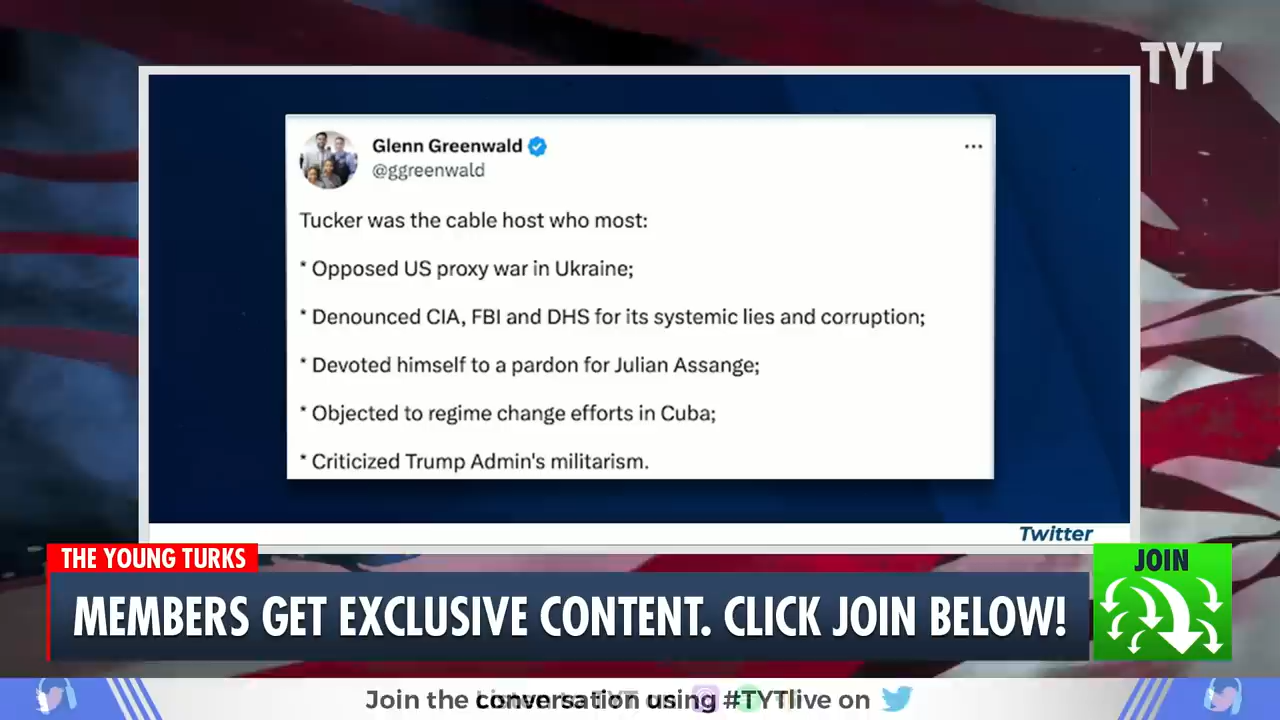 TYT
Glenn Greenwald
@ggreenwald
Tucker was the cable host who most:
* Opposed US proxy war in Ukraine;
* Denounced CIA, FBI and DHS for its systemic lies and corruption;
* Devoted himself to a pardon for Julian Assange;
* Objected to regime change efforts in Cuba;
* Criticized Trump Admin's militarism.
Twitter
THE YOUNG TURKS
JOIN
MEMBERS GET EXCLUSIVE CONTENT. CLICK JOIN BELOW!
Join the conversation using #TYTlive on